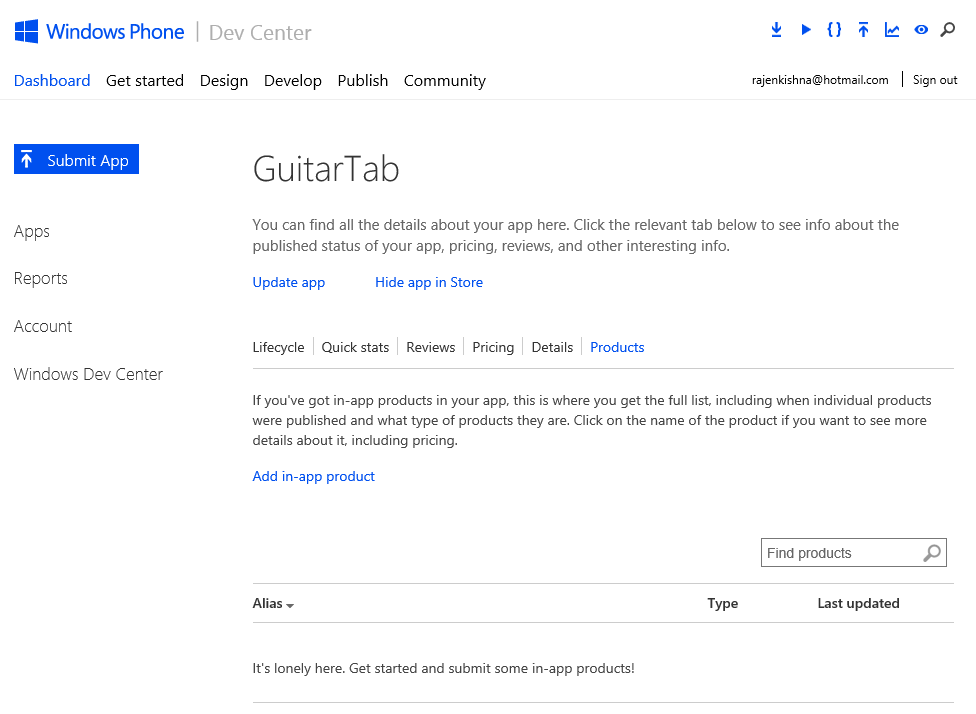 Windows Phone | Dev Center
Dashboard Get started Design Develop Publish Community
rajenkishna@hotmail.com | Sign out
Submit App
Apps
Reports
Account
Windows Dev Center
GuitarTab
You can find all the details about your app here. Click the relevant tab below to see info about the
published status of your app, pricing, reviews, and other interesting info.
Update app Hide app in Store
Lifecycle | Quick stats | Reviews | Pricing | Details | Products
If you've got in-app products in your app, this is where you get the full list, including when individual products
were published and what type of products they are. Click on the name of the product if you want to see more
details about it, including pricing.
Add in-app product
Find products
Alias Type Last updated
It's lonely here. Get started and submit some in-app products!